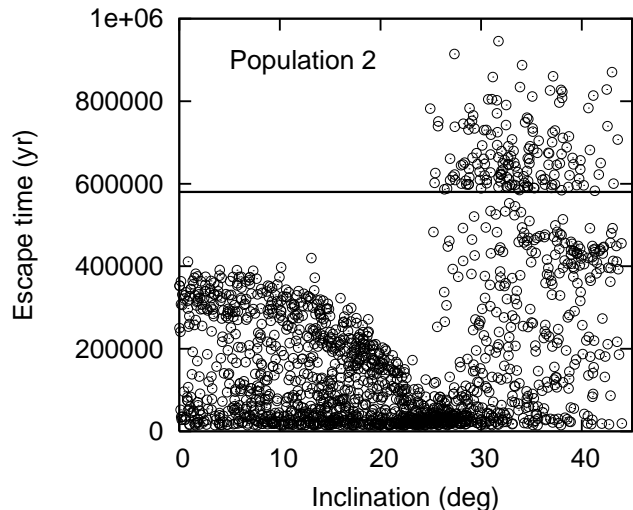 1e+06
Population 2
800000
600000
400000
200000
0
Escape time (yr)
0 10 20 30 40
Inclination (deg)